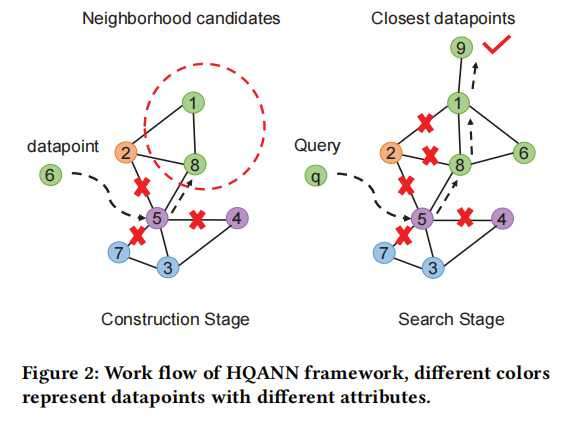 Neighborhood candidates
1
datapoint
2
8
6
5
4
7
3
Construction Stage
Closest datapoints
9
1
Query
2
8
6
q
5
4
7
3
Search Stage
Figure 2: Work flow of HQANN framework, different colors
represent datapoints with different attributes.